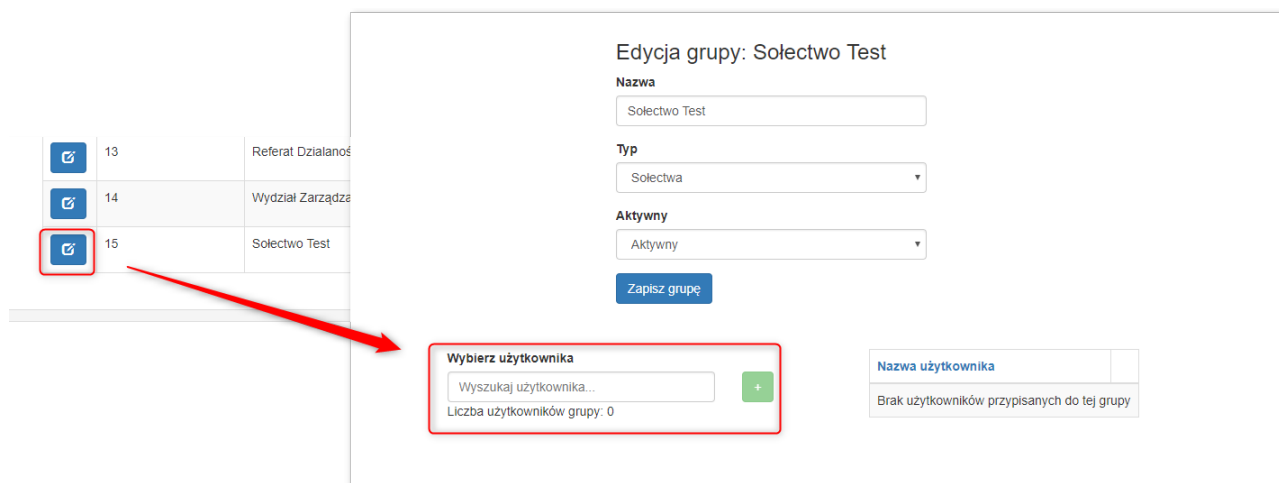 Edycja grupy: Sołectwo Test
Nazwa
Sołectwo Test
Typ
Sołectwa
Aktywny
Aktywny
Zapisz grupę
13 Referat Dzialanoś
14 Wydział Zarządza
15 Sołectwo Test
Wybierz użytkownika
Wyszukaj użytkownika...
+
Liczba użytkowników grupy: 0
Nazwa użytkownika
Brak użytkowników przypisanych do tej grupy